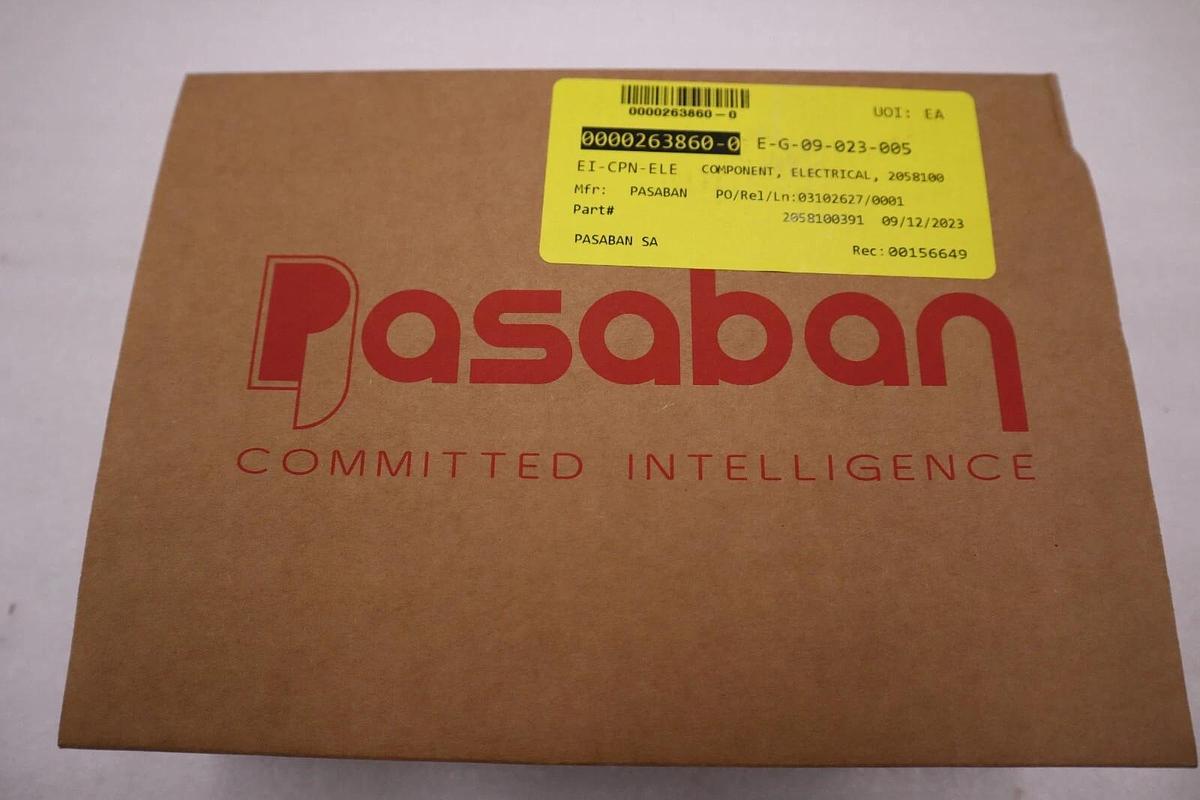 0000263860-0
UOI: EA
0000263860-0 E-G-09-023-005
EI-CPN-ELE COMPONENT, ELECTRICAL, 2058100
Mfr: PASABAN PO/Rel/Ln:03102627/0001
Part# 2058100391 09/12/2023
PASABAN SA Rec:00156649
Pasaban
COMMITTED INTELLIGENCE